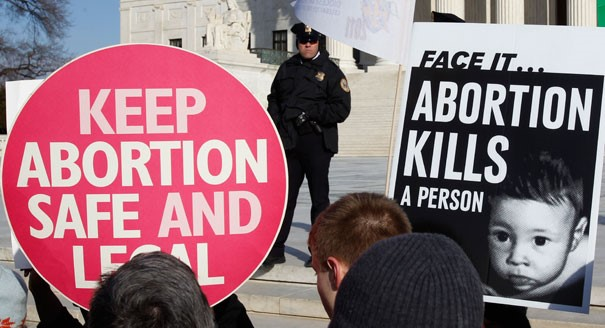 KEEP
ABORTION
SAFE AND
LEGAL
FACE IT...
ABORTION
KILLS
A PERSON